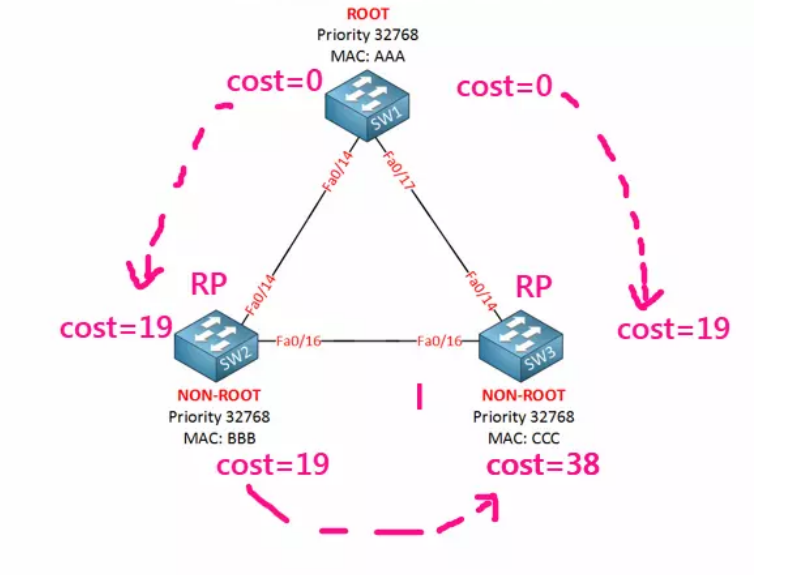 ROOT
Priority 32768
MAC: AAA
cost=0
cost=0
SW1
Fa0/14
Fa0/17
RP
Fa0/14
Fa0/14
RP
cost=19
cost=19
SW2
Fa0/16
Fa0/16
SW3
NON-ROOT
Priority 32768
MAC: BBB
NON-ROOT
Priority 32768
MAC: CCC
cost=19
cost=38